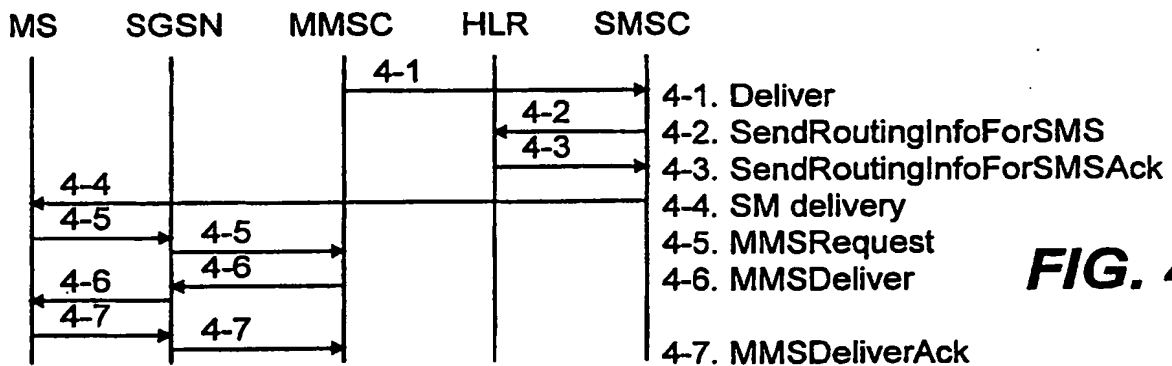 MS SGSN MMSC HLR SMSC
4-1
4-1. Deliver
4-2
4-2. SendRoutingInfoForSMS
4-3
4-3. SendRoutingInfoForSMSAck
4-4
4-4. SM delivery
4-5
4-5
4-5. MMSRequest
4-6
4-6
4-6. MMSDeliver
FIG. 4
4-7
4-7
4-7. MMSDeliverAck